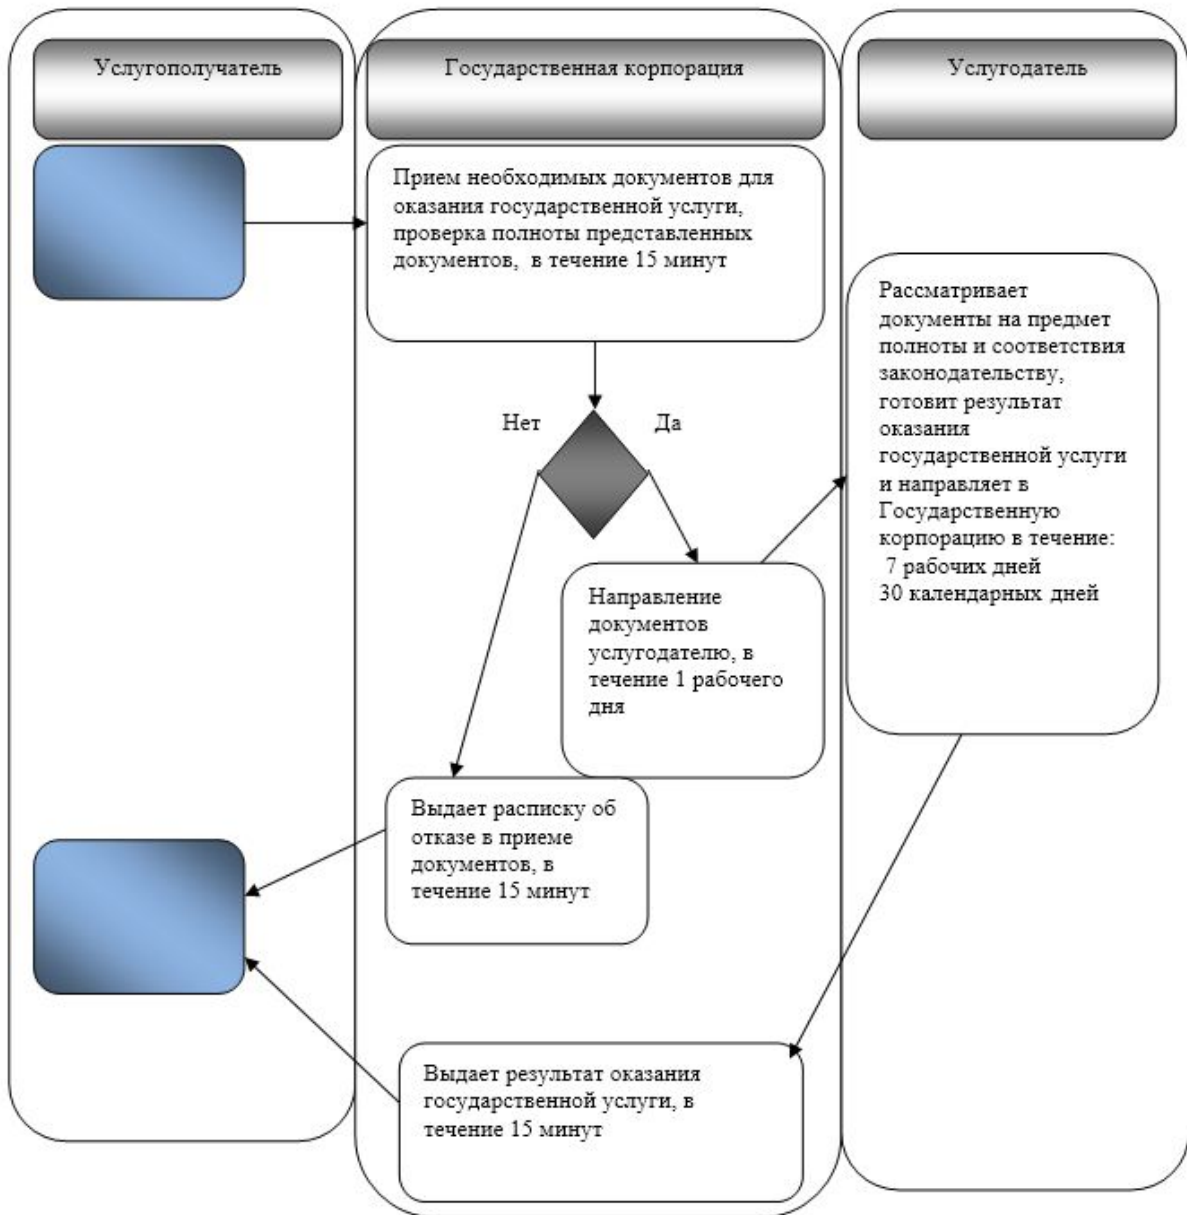 Услугополучатель
Государственная корпорация
Услугодатель
Прием необходимых документов для
оказания государственной услуги,
проверка полноты представленных
документов, в течение 15 минут
Нет
Да
Рассматривает
документы на предмет
полноты и соответствия
законодательству,
готовит результат
оказания
государственной услуги
и направляет в
Государственную
корпорацию в течение:
7 рабочих дней
30 календарных дней
Направление
документов
услугодателю, в
течение 1 рабочего
дня
Выдает расписку об
отказе в приеме
документов, в
течение 15 минут
Выдает результат оказания
государственной услуги, в
течение 15 минут